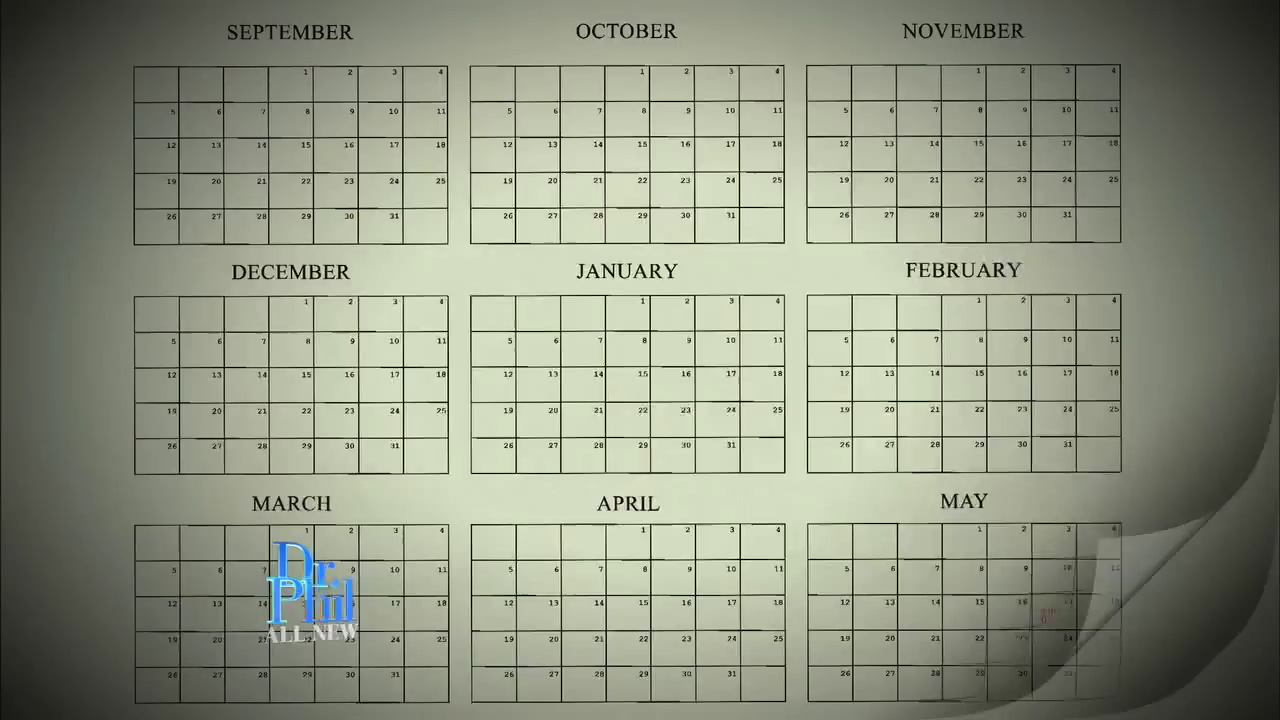 SEPTEMBER
1 2 3 4
5 6 7 8 9 10 11
12 13 14 15 16 17 18
19 20 21 22 23 24 25
26 27 28 29 30 31
OCTOBER
1 2 3 4
5 6 7 8 9 10 11
12 13 14 15 16 17 18
19 20 21 22 23 24 25
26 27 28 29 30 31
NOVEMBER
1 2 3 4
5 6 7 8 9 10 11
12 13 14 15 16 17 18
19 20 21 22 23 24 25
26 27 28 29 30 31
DECEMBER
1 2 3 4
5 6 7 8 9 10 11
12 13 14 15 16 17 18
19 20 21 22 23 24 25
26 27 28 29 30 31
JANUARY
1 2 3 4
5 6 7 8 9 10 11
12 13 14 15 16 17 18
19 20 21 22 23 24 25
26 27 28 29 30 31
FEBRUARY
1 2 3 4
5 6 7 8 9 10 11
12 13 14 15 16 17 18
19 20 21 22 23 24 25
26 27 28 29 30 31
MARCH
1 2 3 4
5 6 7 9 10 11
12 13 14 16 17 18
19 20 21 22 23 24 25
26 27 28 29 30 31
Dr.
Phil
ALL NEW
APRIL
1 2 3 4
5 6 7 8 9 10 11
12 13 14 15 16 17 18
19 20 21 22 23 24 25
26 27 28 29 30 31
MAY
1 2 3
5 6 7 8 9 10 11
12 13 14 15 16
19 20 21 22 24
26 27 28 29 30